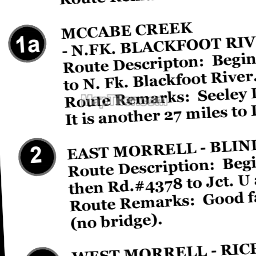 Route Rema
1a
MCCABE CREEK
- N.FK. BLACKFOOT RIV
Route Descripton: Begin
to N. Fk. Blackfoot River.
Route Remarks: Seeley
It is another 27 miles to
2
EAST MORRELL - BLIND
Route Description: Begi
then Rd.#4378 to Jct. U
Route Remarks: Good fa
(no bridge).
WEST MORRELL - RICE